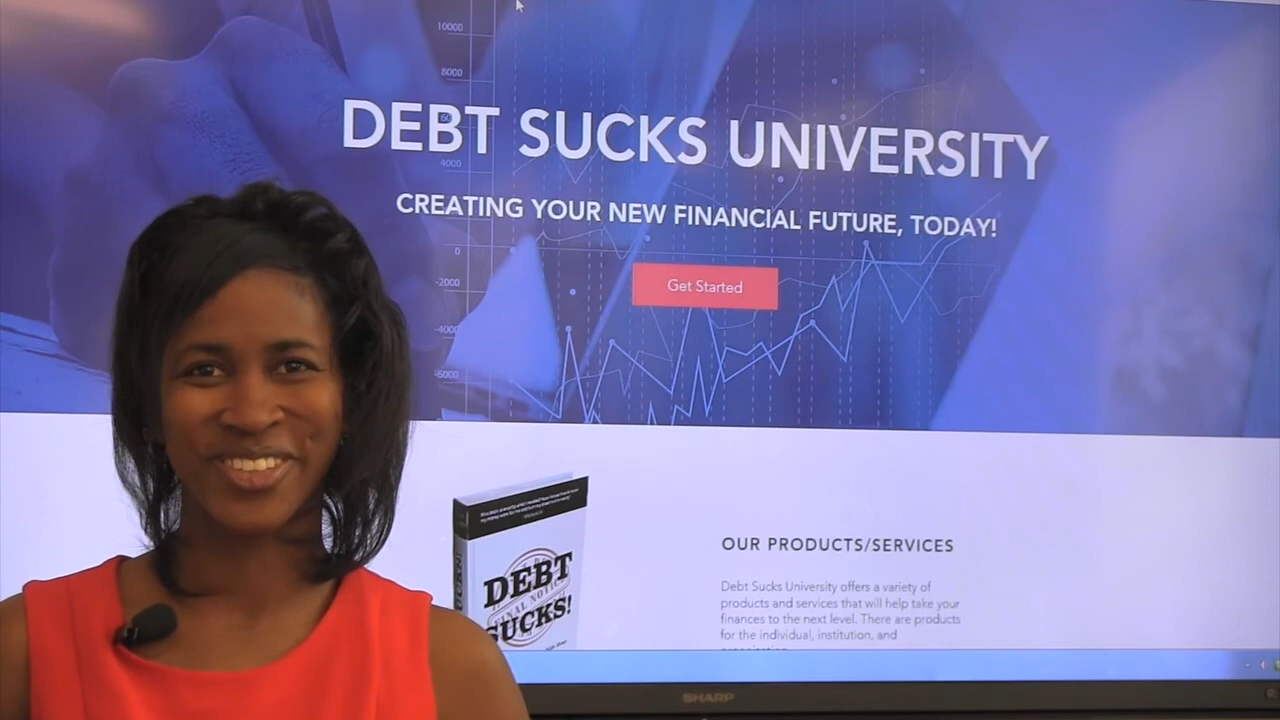 10000
8000
4000
DEBT SUCKS UNIVERSITY
CREATING YOUR NEW FINANCIAL FUTURE, TODAY!
0
-2000
Get Started
-4000
DEBT
FINAL NOTICE
SUCKS!
OUR PRODUCTS/SERVICES
Debt Sucks University offers a variety of
products and services that will help take your
finances to the next level. There are products
for the individual, institution, and
SHARP